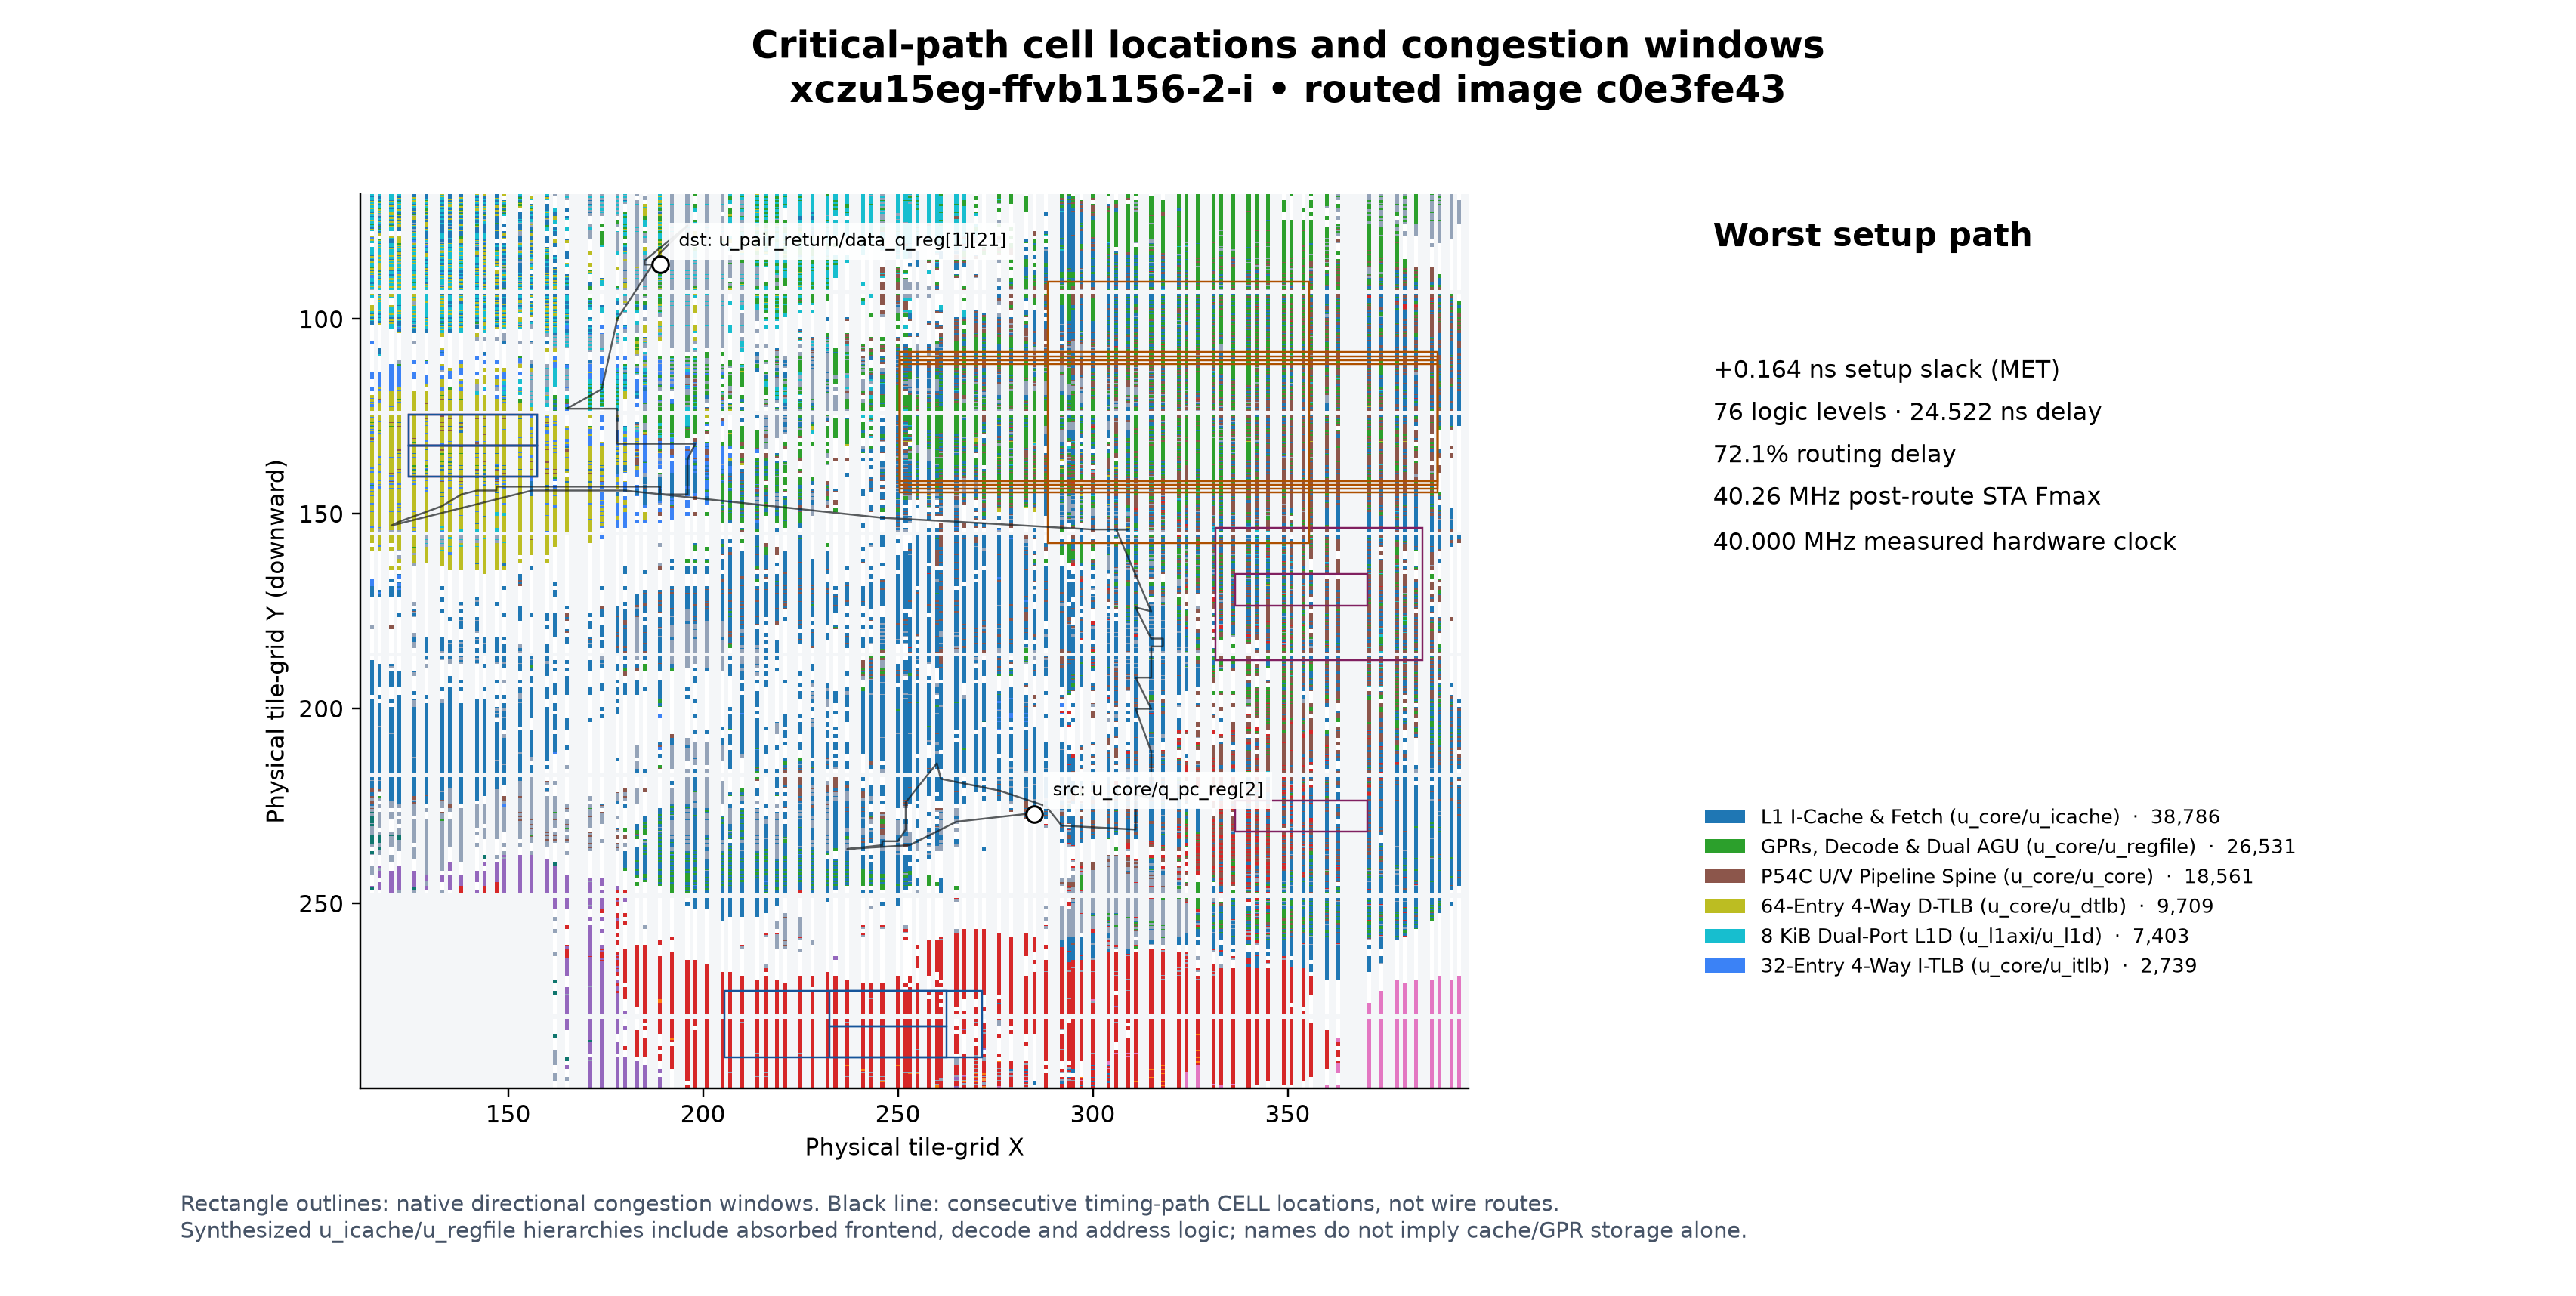 Critical-path cell locations and congestion windows
xczu15eg-ffvb1156-2-i • routed image c0e3fe43
dst: u_pair_return/data_q_reg[1][21]
src: u_core/q_pc_reg[2]
100
150
200
250
Physical tile-grid Y (downward)
150
200
250
300
350
Physical tile-grid X
Worst setup path
+0.164 ns setup slack (MET)
76 logic levels · 24.522 ns delay
72.1% routing delay
40.26 MHz post-route STA Fmax
40.000 MHz measured hardware clock
L1 I-Cache & Fetch (u_core/u_icache) · 38,786
GPRs, Decode & Dual AGU (u_core/u_regfile) · 26,531
P54C U/V Pipeline Spine (u_core/u_core) · 18,561
64-Entry 4-Way D-TLB (u_core/u_dtlb) · 9,709
8 KiB Dual-Port L1D (u_l1axi/u_l1d) · 7,403
32-Entry 4-Way I-TLB (u_core/u_itlb) · 2,739
Rectangle outlines: native directional congestion windows. Black line: consecutive timing-path CELL locations, not wire routes.
Synthesized u_icache/u_regfile hierarchies include absorbed frontend, decode and address logic; names do not imply cache/GPR storage alone.